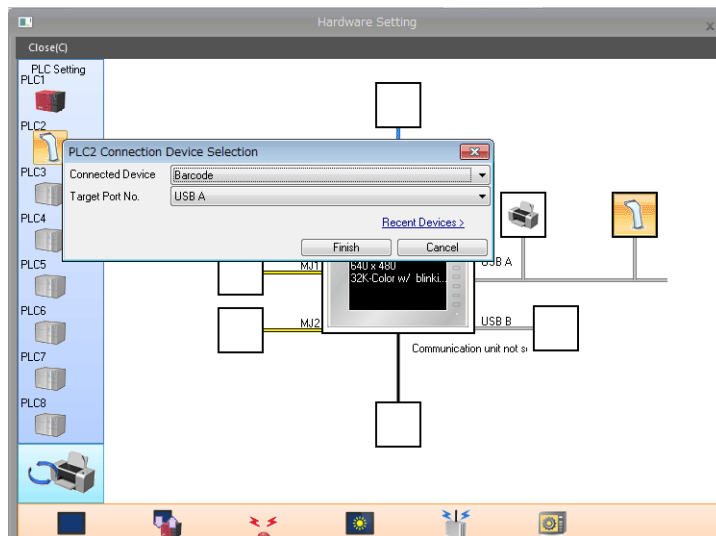 Hardware Setting
Close(C)
PLC Setting
PLC1
PLC2
PLC2 Connection Device Selection
Connected Device Barcode
Target Port No. USB A
Recent Devices >
Finish Cancel
PLC3
PLC4
PLC5
PLC6
PLC7
PLC8
MJ1
640 x 480
32K-Color w/ blinki...
USB A
MJ2
USB B
Communication unit not s